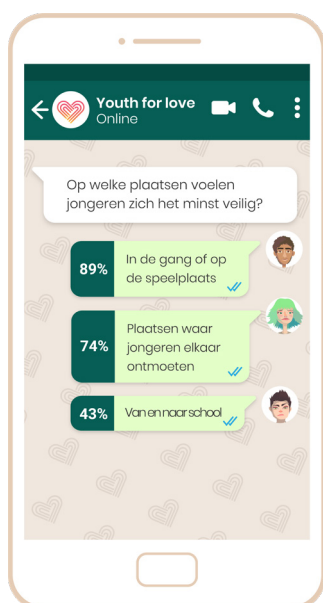 Youth for love
Online
Op welke plaatsen voelen
jongeren zich het minst veilig?
89%
In de gang of op
de speelplaats
74%
Plaatsen waar
jongeren elkaar
ontmoeten
43%
Van en naar school